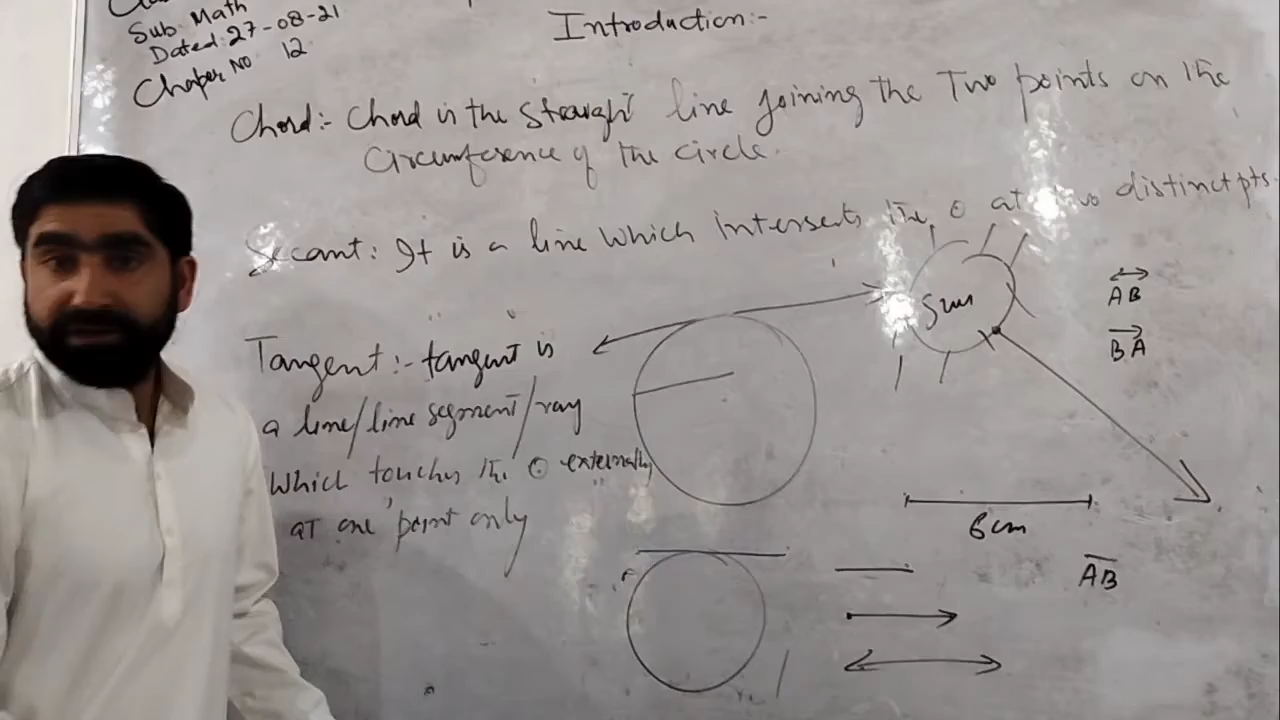 Sub: Math
Dated: 27-08-21
Chapter No 12
Introduction:-
Chord:- Chord is the straight line joining the Two points on the
circumference of the circle.
Secant: It is a line which intersects the ⊙ at two distinct pts.
Tangent:- tangent is
a line/line segment/ray
which touches the ⊙ externally
at one point only
Sun
AB
BA
6cm
AB